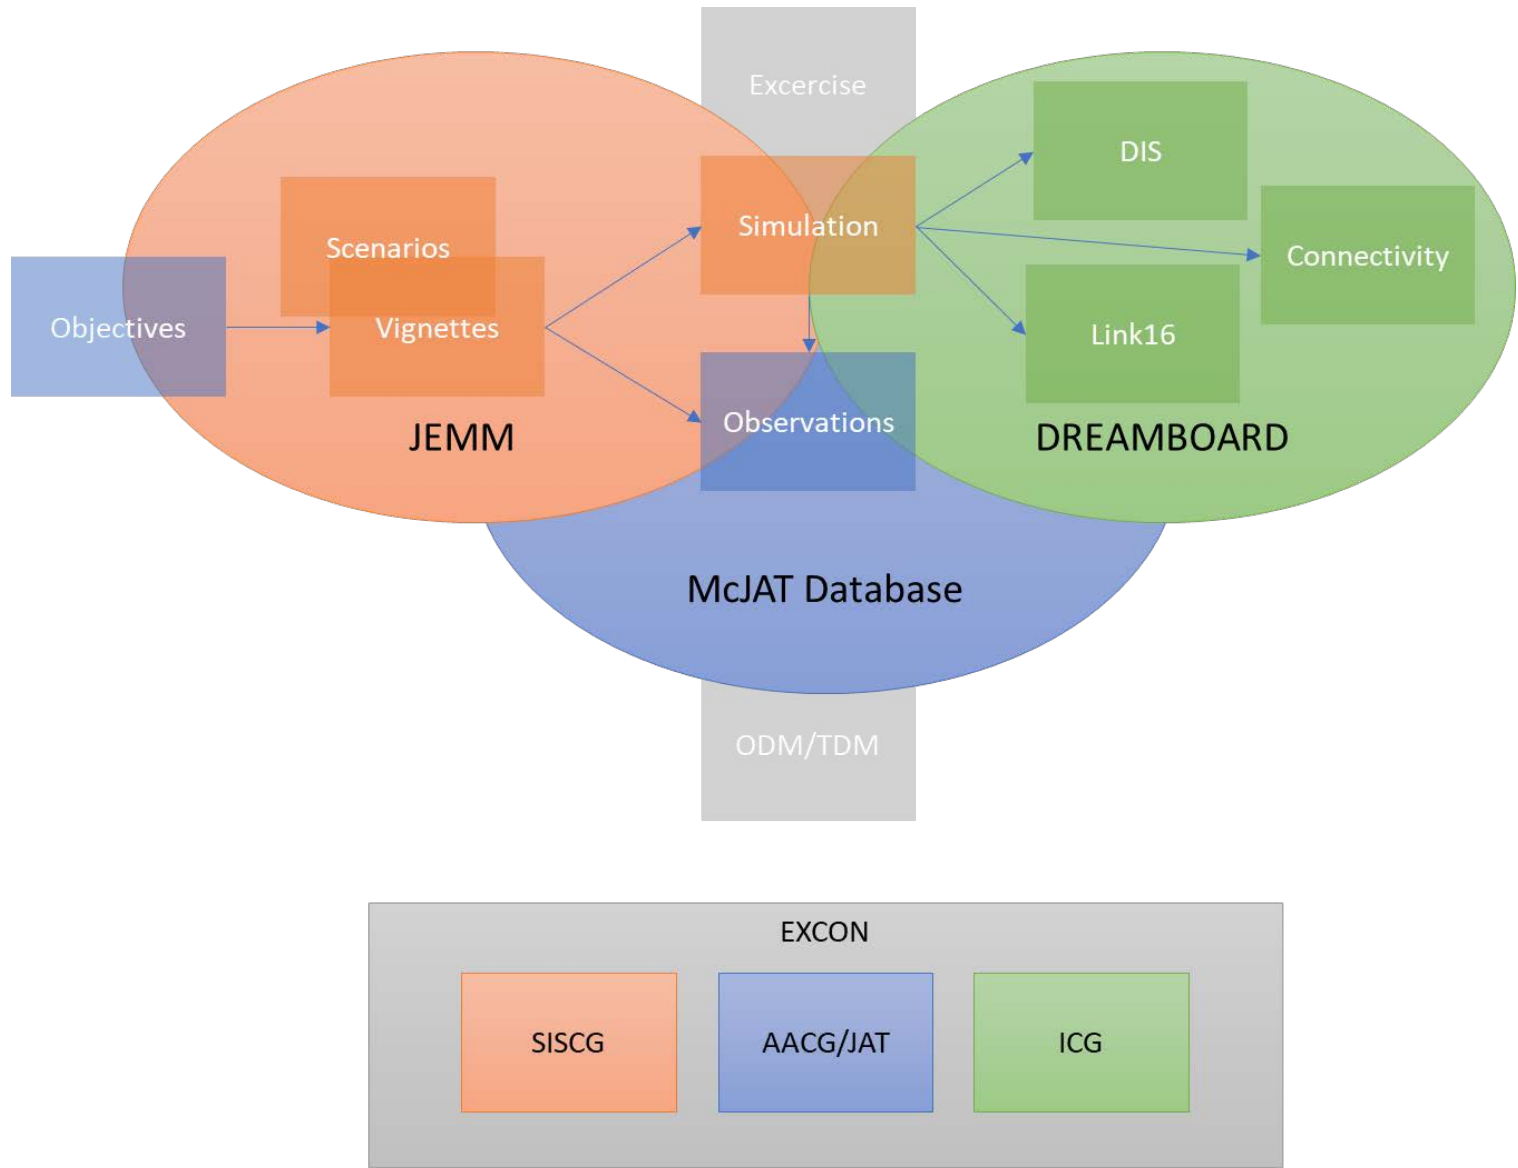 Excercise
DIS
Simulation
Scenarios
Connectivity
Objectives
Vignettes
Link16
Observations
JEMM
DREAMBOARD
McJAT Database
ODM/TDM
EXCON
SISCG
AACG/JAT
ICG